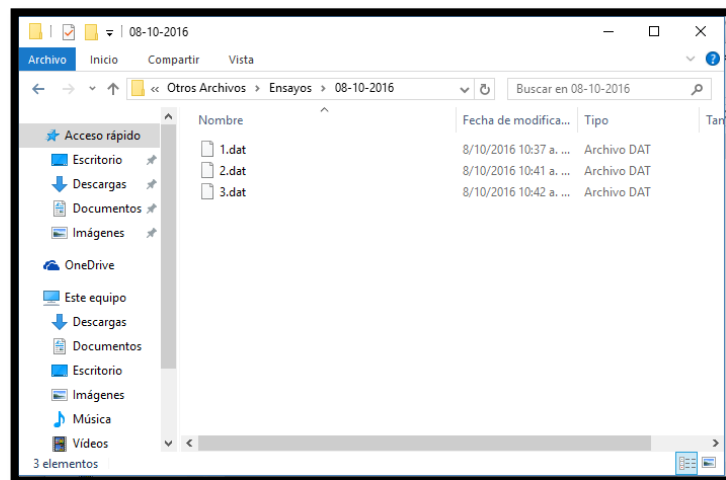 08-10-2016
Archivo Inicio Compartir Vista
« Otros Archivos > Ensayos > 08-10-2016 Buscar en 08-10-2016
Nombre Fecha de modifica... Tipo Tan
Acceso rápido
Escritorio
Descargas
Documentos
Imágenes
OneDrive
Este equipo
Descargas
Documentos
Escritorio
Imágenes
Música
Vídeos
1.dat 8/10/2016 10:37 a. ... Archivo DAT
2.dat 8/10/2016 10:41 a. ... Archivo DAT
3.dat 8/10/2016 10:42 a. ... Archivo DAT
3 elementos